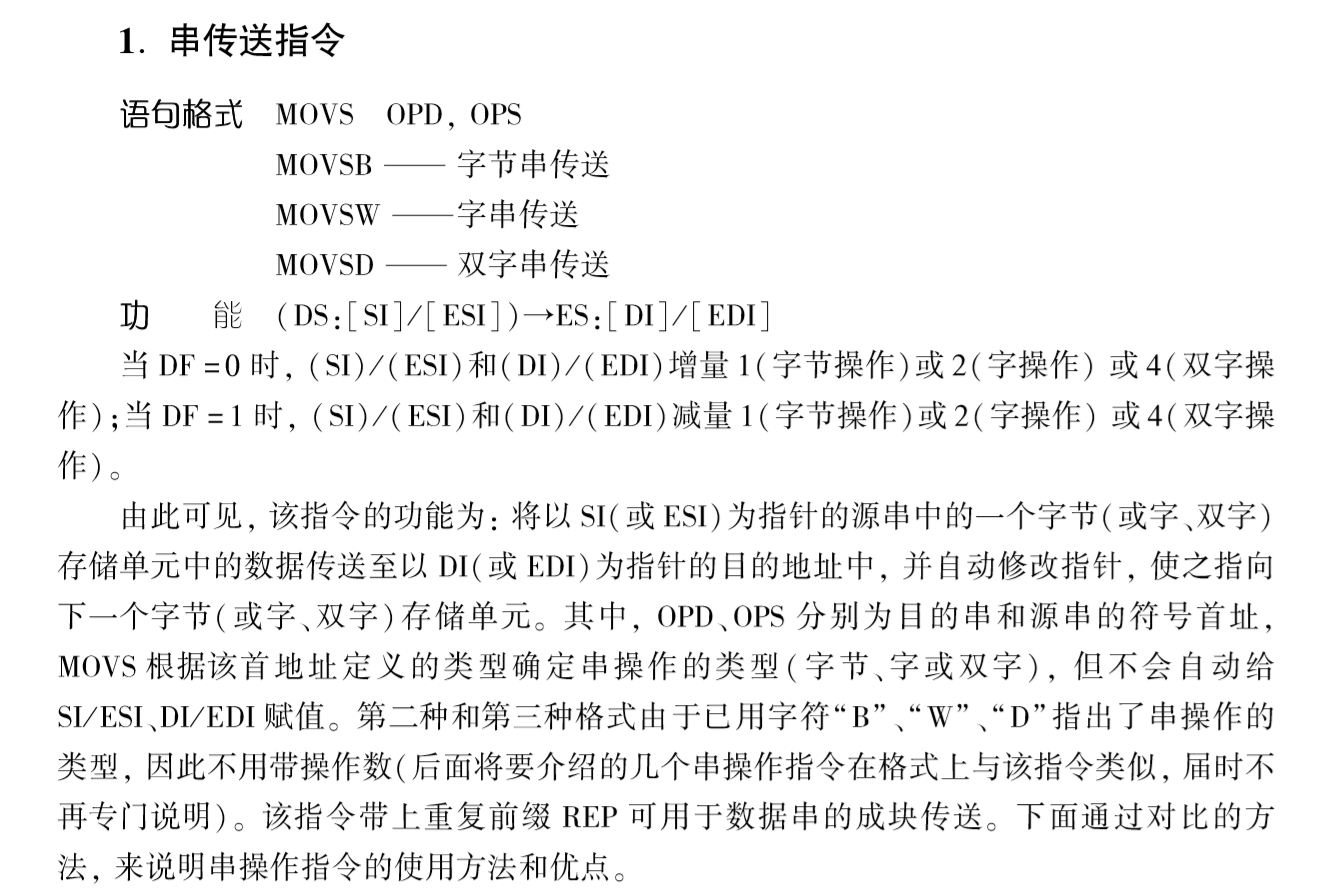 1. 串传送指令
语句格式 MOVS OPD, OPS
MOVSB —— 字节串传送
MOVSW ——字串传送
MOVSD —— 双字串传送
功 能 (DS:[SI]/[ESI])→ES:[DI]/[EDI]
当 DF=0 时, (SI)/(ESI)和(DI)/(EDI)增量 1(字节操作)或 2(字操作) 或 4(双字操
作);当 DF=1 时, (SI)/(ESI)和(DI)/(EDI)减量 1(字节操作)或 2(字操作) 或 4(双字操
作)。
由此可见, 该指令的功能为: 将以 SI(或 ESI)为指针的源串中的一个字节(或字、双字)
存储单元中的数据传送至以 DI(或 EDI)为指针的目的地址中, 并自动修改指针, 使之指向
下一个字节(或字、双字)存储单元。其中, OPD、OPS 分别为目的串和源串的符号首址,
MOVS 根据该首地址定义的类型确定串操作的类型(字节、字或双字), 但不会自动给
SI/ESI、DI/EDI 赋值。第二种和第三种格式由于已用字符“B”、“W”、“D”指出了串操作的
类型, 因此不用带操作数(后面将要介绍的几个串操作指令在格式上与该指令类似, 届时不
再专门说明)。该指令带上重复前缀 REP 可用于数据串的成块传送。下面通过对比的方
法, 来说明串操作指令的使用方法和优点。